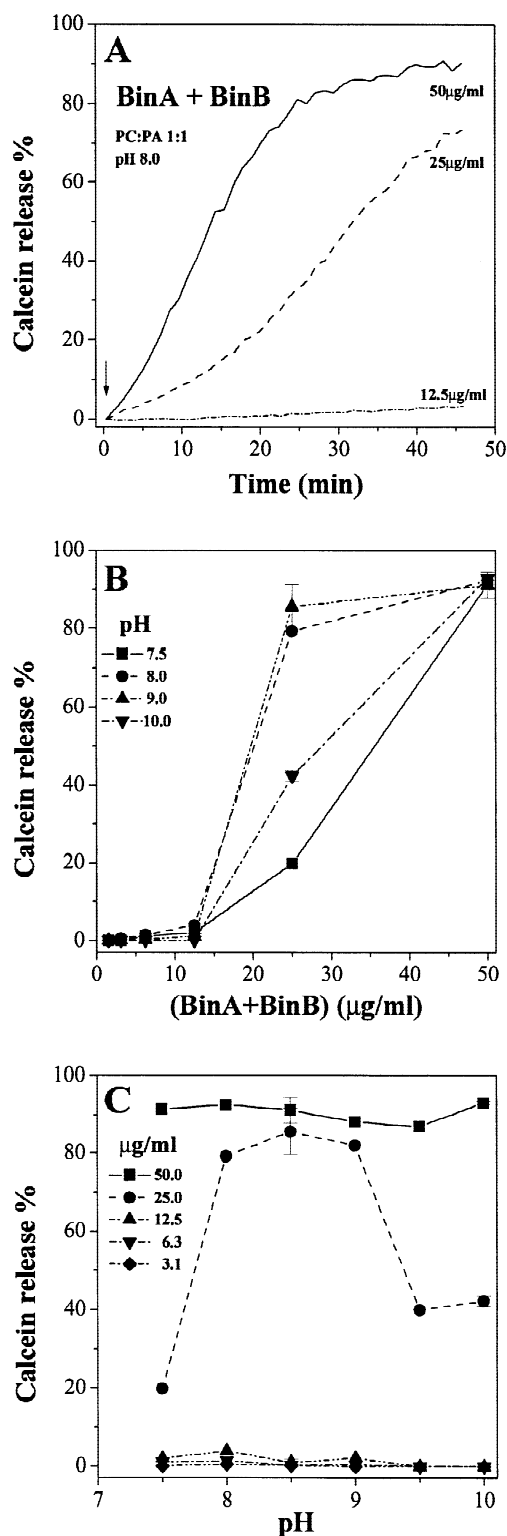 A
BinA + BinB
PC:PA 1:1
pH 8.0
50µg/ml
25µg/ml
12.5µg/ml
100
80
60
40
20
0
Calcein release %
0 10 20 30 40 50
Time (min)
B
pH
7.5
8.0
9.0
10.0
100
80
60
40
20
0
Calcein release %
0 10 20 30 40 50
(BinA+BinB) (µg/ml)
C
µg/ml
50.0
25.0
12.5
6.3
3.1
100
80
60
40
20
0
Calcein release %
7 8 9 10
pH